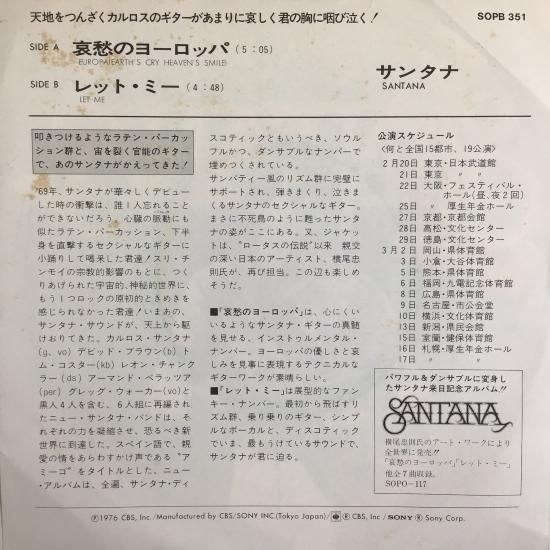 天地をつんざくカルロスのギターがあまりに哀しく君の胸に咽び泣く!
SOPB 351
SIDE A 哀愁のヨーロッパ (5:05)
EUROPA(EARTH'S CRY HEAVEN'S SMILE)
SIDE B レット・ミー (4:48)
LET ME
サンタナ
SANTANA
叩きつけるようなラテン・パーカッ
ション群と、宙を裂く官能のギター
で、あのサンタナがかえってきた!
'69年、サンタナが華々しくデビュー
した時の衝撃は、誰1人忘れること
ができないだろう。心臓の脈動にも
似たラテン・パーカッション、下半
身を直撃するセクシャルなギターに
小踊りして喝采した君達!スリ・チ
ンモイの宗教的影響のもとに、つく
りあげられた宇宙的、神秘的世界に、
もう1つロックの原初的ときめきを
感じられなかった君達!いまあの、
サンタナ・サウンドが、天上から駆
けおりてきた。カルロス・サンタナ
(g、vo) デビッド・ブラウン(b) ト
ム・コスター(kb) レオン・チャンク
ラー(ds) アーマンド・ペラッツァ
(per) グレッグ・ウォーカー(vo)と
黒人4人を含む、6人組に再編され
たニュー・サンタナ・バンドは、そ
れぞれの力を凝縮させ、恐るべき新
世界に到達した。スペイン語で、親
愛の情をあらわすかけ声である"ア
ミーゴ"をタイトルとした、ニュー
・アルバムは、全遍、サンタナ・ディ
スコティックともいうべき、ソウル
フルかつ、ダンサブルなナンバーで
埋めつくされている。
サンバティー風のリズム群に完璧に
サポートされ、弾きまくり、泣きま
くるサンタナのセクシャルなギター。
まさに不死鳥のように甦ったサンタ
ナの姿がここにある。又、ジャケッ
トは、"ロータスの伝説"以来 親交
の深い日本のアーティスト、横尾忠
則氏が、再び担当。この辺も楽しめ
そうだ。
■「哀愁のヨーロッパ」は、心にくい
いるようなサンタナ・ギターの真髄
を見せる、インストゥルメンタル・
ナンバー。ヨーロッパの優しさと哀
しみを見事に表現するテクニカルな
ギターワークが素晴らしい。
■「レット・ミー」は展型的なファン
キー・ナンバー。最初から飛ばすリ
ズム群、乗り乗りのギター、シンプ
ルなボーカルと、ディスコティック
でいま、最もうけているサウンドで、
サンタナが君に迫る。
公演スケジュール
〈何と全国15都市、19公演〉
2月20日 東京・日本武道館
21日 東京 〃
22日 大阪・フェスティバル・
ホール(昼、夜2回)
25日 〃 厚生年金ホール
27日 京都・京都会館
28日 高松・文化センター
29日 徳島・文化センター
3月2日 岡山・県体育館
3日 小倉・大谷体育館
5日 熊本・県体育館
6日 福岡・九電記念体育館
8日 広島・県体育館
9日 名古屋・市公会堂
10日 横浜・文化体育館
13日 新潟・県民会館
15日 室蘭・健保体育館
16日 札幌・厚生年金ホール
17日 〃 〃
パワフル&ダンサブルに変身し
たサンタナ来日記念アルバム!!
SANTANA
横尾忠則氏のアート・ワークにより
全世界に発売!!
「哀愁のヨーロッパ」「レット・ミー」
他全7曲収録。
SOPO—117
Ⓟ1976 CBS, Inc./Manufactured by CBS/SONY INC.(Tokyo Japan)/ ® CBS, Inc./ SONY ® Sony Corp.